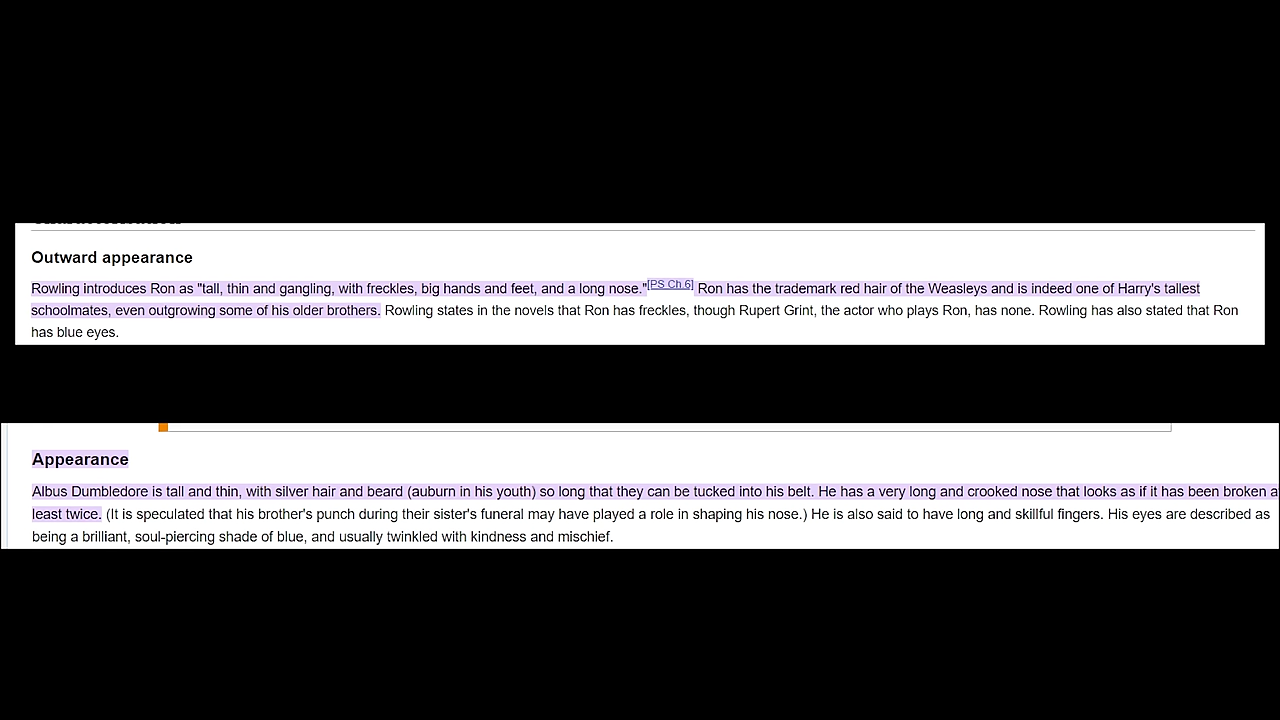 Outward appearance
Rowling introduces Ron as "tall, thin and gangling, with freckles, big hands and feet, and a long nose."[PS Ch.6] Ron has the trademark red hair of the Weasleys and is indeed one of Harry's tallest
schoolmates, even outgrowing some of his older brothers. Rowling states in the novels that Ron has freckles, though Rupert Grint, the actor who plays Ron, has none. Rowling has also stated that Ron
has blue eyes.
Appearance
Albus Dumbledore is tall and thin, with silver hair and beard (auburn in his youth) so long that they can be tucked into his belt. He has a very long and crooked nose that looks as if it has been broken a
least twice. (It is speculated that his brother's punch during their sister's funeral may have played a role in shaping his nose.) He is also said to have long and skillful fingers. His eyes are described as
being a brilliant, soul-piercing shade of blue, and usually twinkled with kindness and mischief.